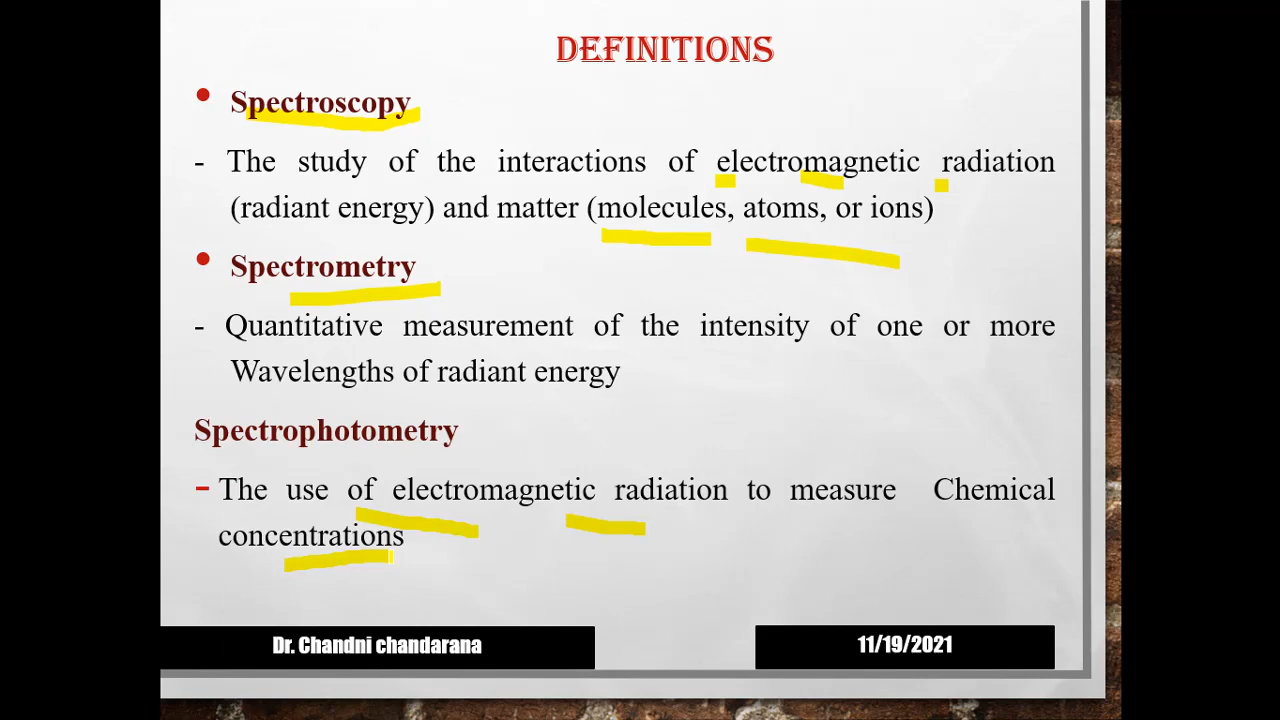 DEFINITIONS
• Spectroscopy
- The study of the interactions of electromagnetic radiation
(radiant energy) and matter (molecules, atoms, or ions)
• Spectrometry
- Quantitative measurement of the intensity of one or more
Wavelengths of radiant energy
Spectrophotometry
- The use of electromagnetic radiation to measure Chemical
concentrations
Dr. Chandni chandarana
11/19/2021